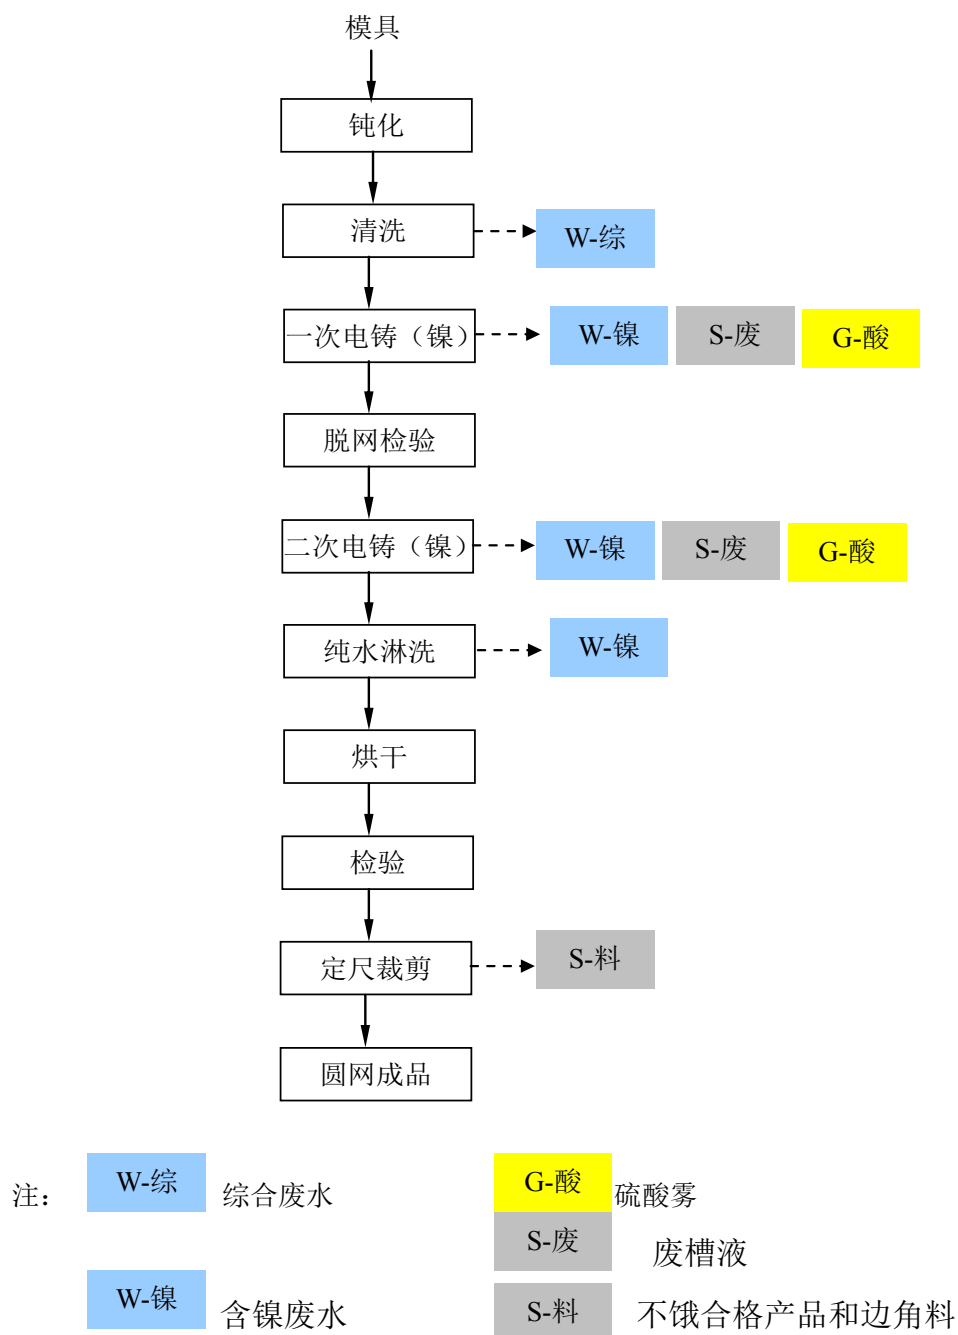 模具
钝化
清洗
W-综
一次电铸（镍）
W-镍
S-废
G-酸
脱网检验
二次电铸（镍）
W-镍
S-废
G-酸
纯水淋洗
W-镍
烘干
检验
定尺裁剪
S-料
圆网成品
注：
W-综
综合废水
G-酸
硫酸雾
S-废
废槽液
W-镍
含镍废水
S-料
不饿合格产品和边角料